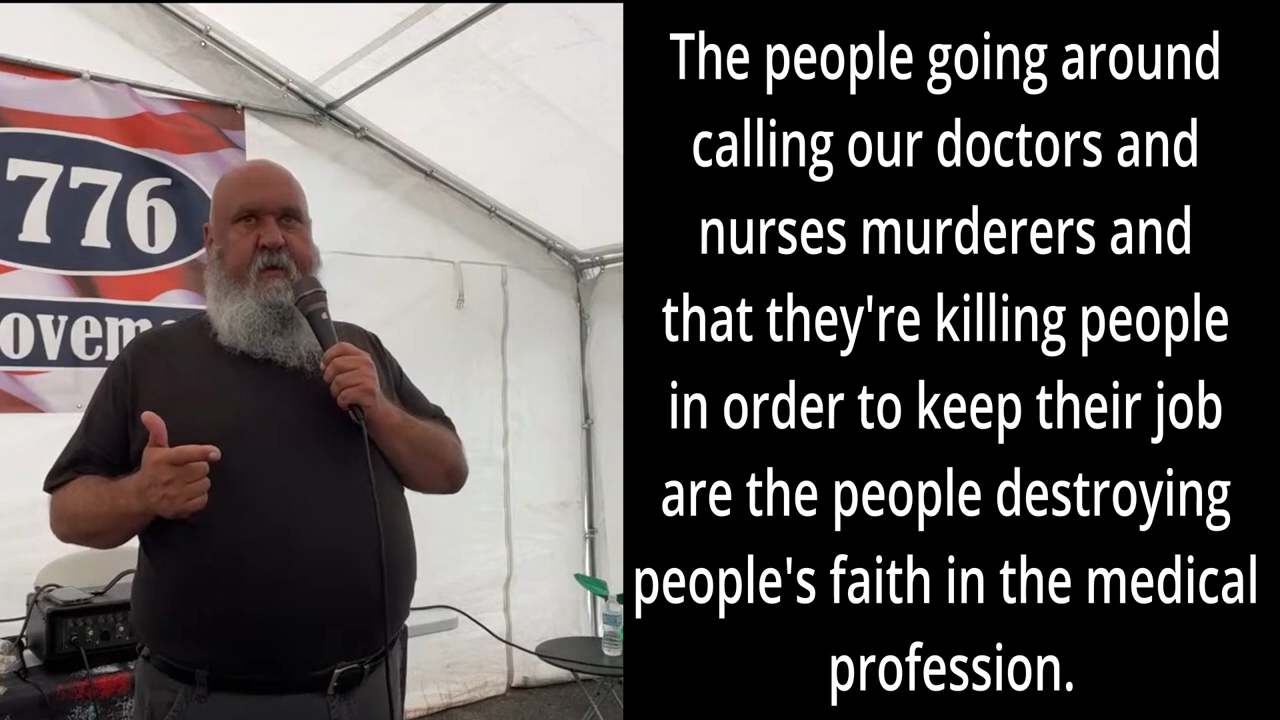 776
ovem
The people going around
calling our doctors and
nurses murderers and
that they're killing people
in order to keep their job
are the people destroying
people's faith in the medical
profession.